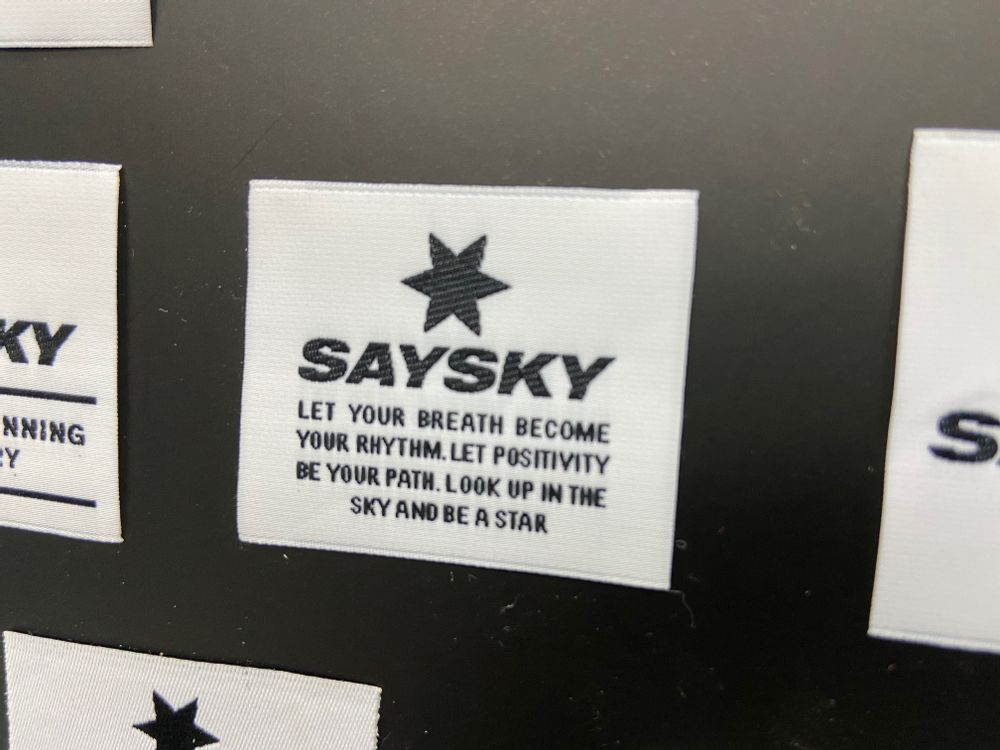 SAYSKY
LET YOUR BREATH BECOME
YOUR RHYTHM. LET POSITIVITY
BE YOUR PATH. LOOK UP IN THE
SKY AND BE A STAR
KY
NNING